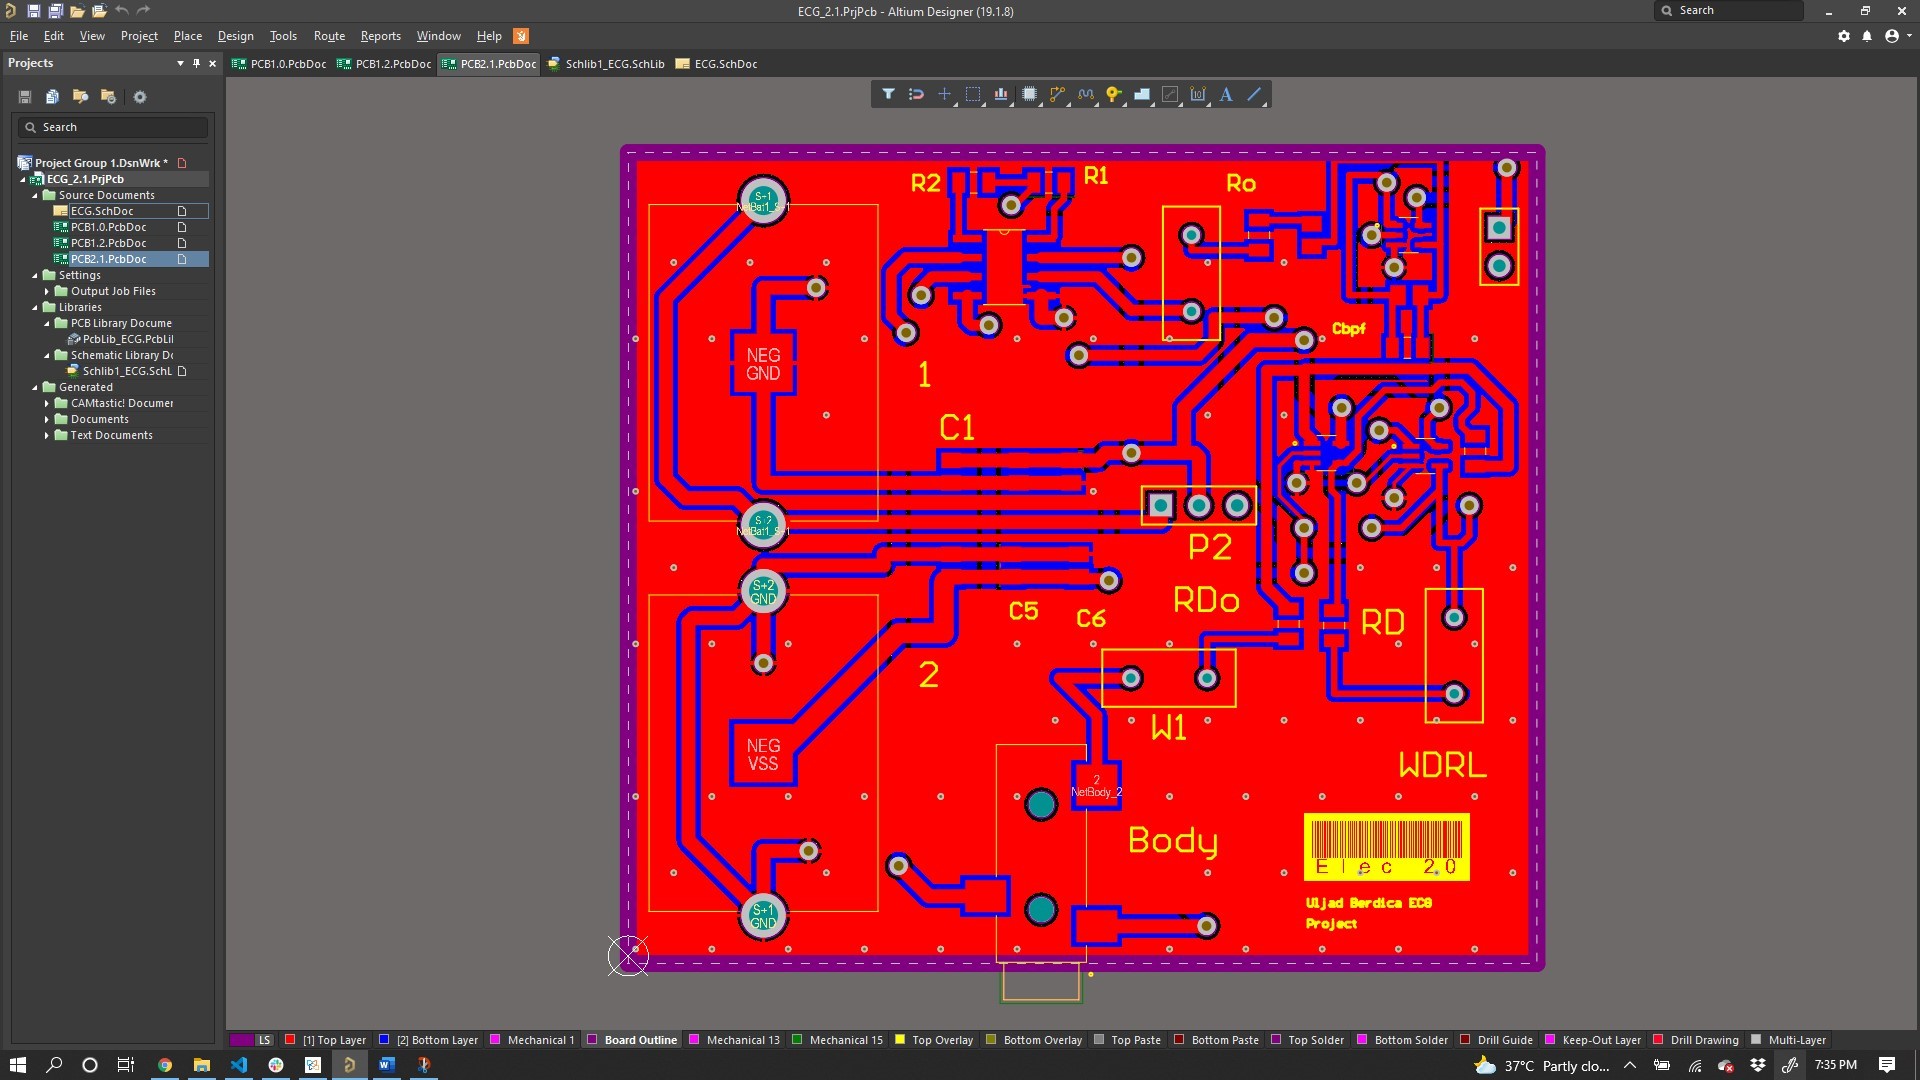 ECG_2.1.PrjPcb - Altium Designer (19.1.8)
Search
File Edit View Project Place Design Tools Route Reports Window Help
Projects
PCB1.0.PcbDoc PCB1.2.PcbDoc PCB2.1.PcbDoc Schlib1_ECG.SchLib ECG.SchDoc
Search
Project Group 1.DsnWrk *
ECG_2.1.PrjPcb
Source Documents
ECG.SchDoc
PCB1.0.PcbDoc
PCB1.2.PcbDoc
PCB2.1.PcbDoc
Settings
Output Job Files
Libraries
PCB Library Docume
PcbLib_ECG.PcbLil
Schematic Library Dc
Schlib1_ECG.SchL
Generated
CAMtastic! Documer
Documents
Text Documents
R2 R1 Ro
S+1
NetBat1_S+1
NEG
GND
Cbpf
1
C1
S+2
NetBat1_S+1
P2
S+2
GND
C5 C6 RDo RD
2
W1
NEG
VSS
WDRL
2
NetBody_2
Body
Elec 20
Uljad Berdica ECG
Project
S+1
GND
LS [1] Top Layer [2] Bottom Layer Mechanical 1 Board Outline Mechanical 13 Mechanical 15 Top Overlay Bottom Overlay Top Paste Bottom Paste Top Solder Bottom Solder Drill Guide Keep-Out Layer Drill Drawing Multi-Layer
37°C Partly clo... 7:35 PM